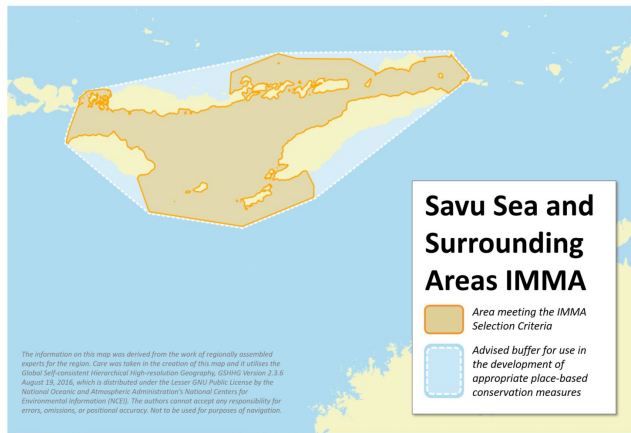 Savu Sea and
Surrounding
Areas IMMA
Area meeting the IMMA
Selection Criteria
Advised buffer for use in
the development of
appropriate place-based
conservation measures
The information on this map was derived from the work of regionally assembled
experts for the region. Care was taken in the creation of this map and it utilises the
Global Self-consistent Hierarchical High-resolution Geography, GSHHG Version 2.3.6
August 19, 2016, which is distributed under the Lesser GNU Public License by the
National Oceanic and Atmospheric Administration's National Centers for
Environmental Information (NCEI). The authors cannot accept any responsibility for
errors, omissions, or positional accuracy. Not to be used for purposes of navigation.